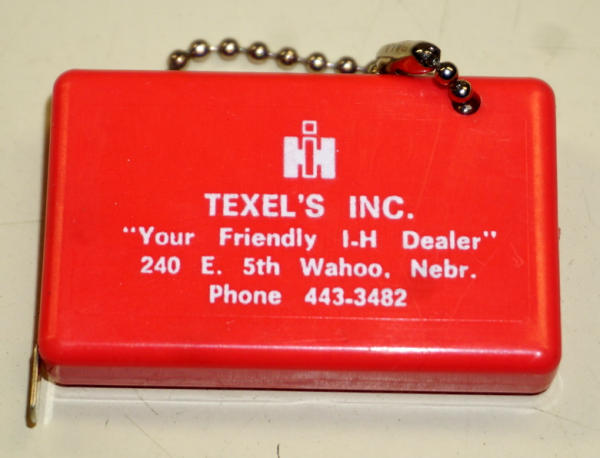 IH
TEXEL'S INC.
"Your Friendly I-H Dealer"
240 E. 5th Wahoo, Nebr.
Phone 443-3482